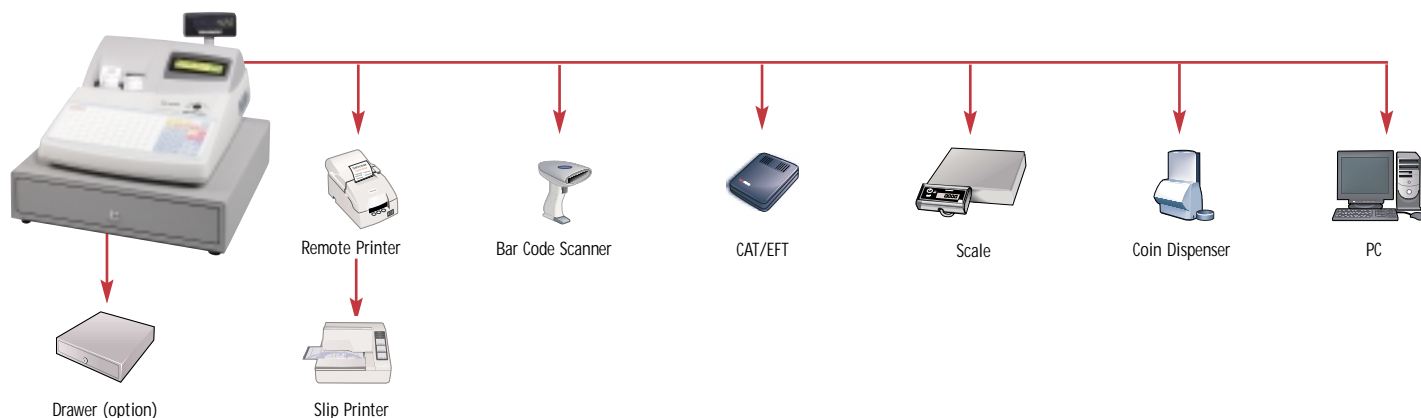 Remote Printer
Bar Code Scanner
CAT/EFT
Scale
Coin Dispenser
PC
Drawer (option)
Slip Printer